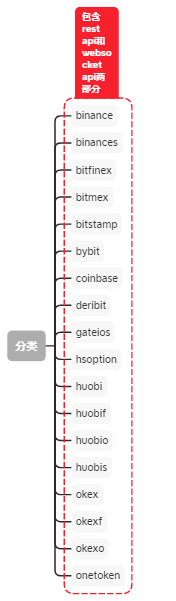 包含
rest
api和
webso
cket
api两
部分
binance
binances
bitfinex
bitmex
bitstamp
bybit
coinbase
deribit
gateios
分类
hsoption
huobi
huobif
huobio
huobis
okex
okexf
okexo
onetoken